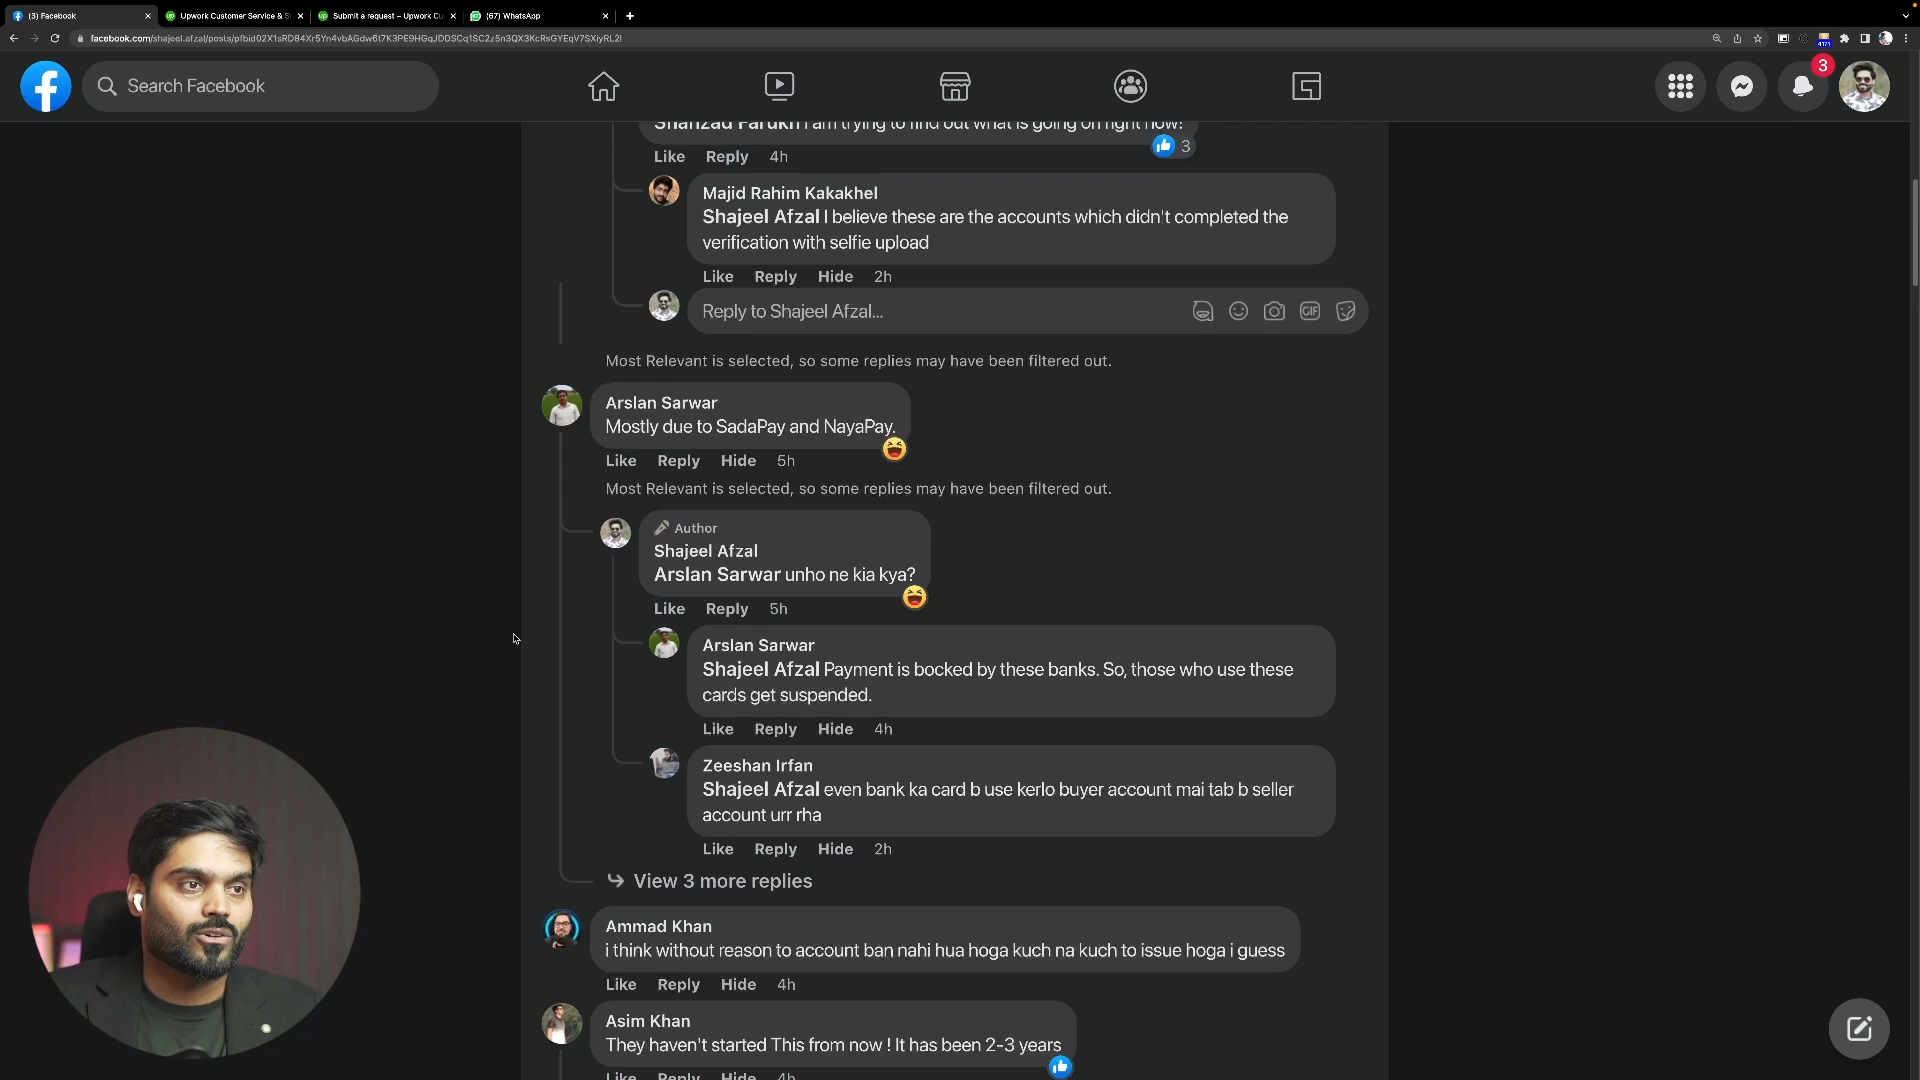 (3) Facebook
Upwork Customer Service & S
Submit a request – Upwork Cu
(67) WhatsApp
Search Facebook
3
Shahzad Farukh I am trying to find out what is going on right now!
3
Like Reply 4h
Majid Rahim Kakakhel
Shajeel Afzal I believe these are the accounts which didn't completed the
verification with selfie upload
Like Reply Hide 2h
Reply to Shajeel Afzal...
GIF
Most Relevant is selected, so some replies may have been filtered out.
Arslan Sarwar
Mostly due to SadaPay and NayaPay.
Like Reply Hide 5h
Most Relevant is selected, so some replies may have been filtered out.
Author
Shajeel Afzal
Arslan Sarwar unho ne kia kya?
Like Reply 5h
Arslan Sarwar
Shajeel Afzal Payment is bocked by these banks. So, those who use these
cards get suspended.
Like Reply Hide 4h
Zeeshan Irfan
Shajeel Afzal even bank ka card b use kerlo buyer account mai tab b seller
account urr rha
Like Reply Hide 2h
View 3 more replies
Ammad Khan
i think without reason to account ban nahi hua hoga kuch na kuch to issue hoga i guess
Like Reply Hide 4h
Asim Khan
They haven't started This from now ! It has been 2-3 years
Like Reply Hide 4h